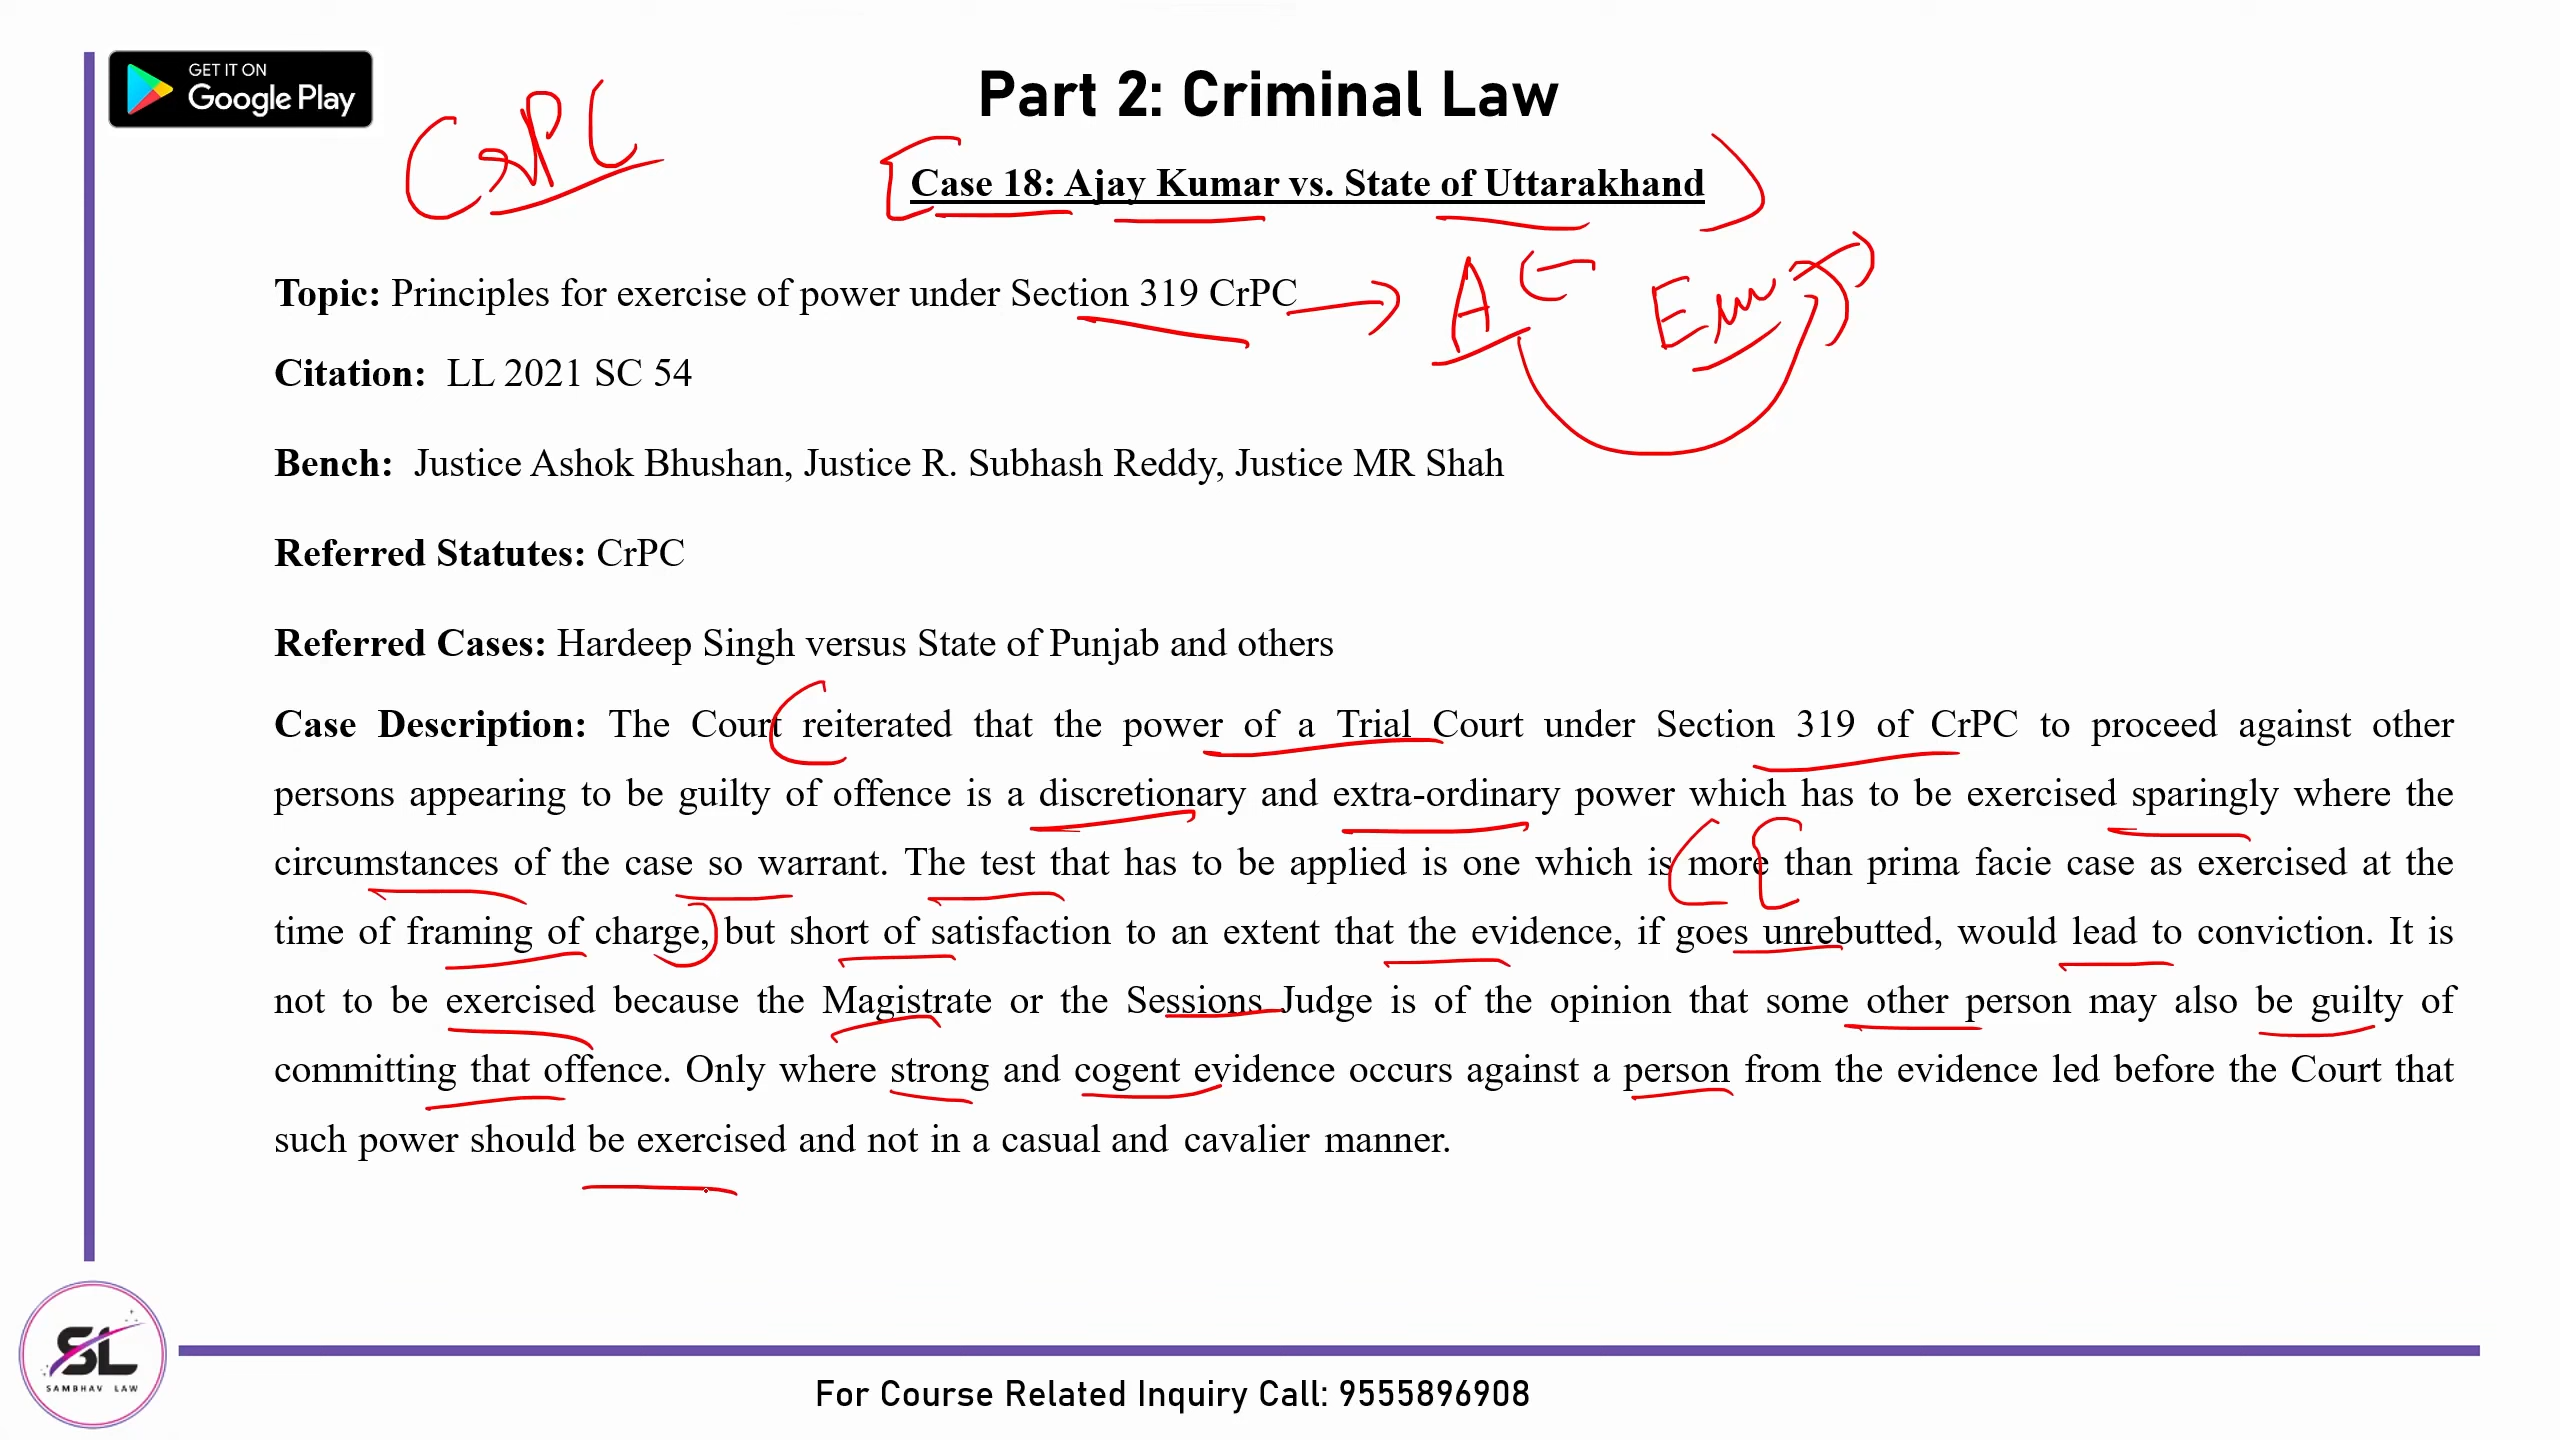 GET IT ON
Google Play
Part 2: Criminal Law
CrPC
Case 18: Ajay Kumar vs. State of Uttarakhand
Topic: Principles for exercise of power under Section 319 CrPC
A
Citation:  LL 2021 SC 54
Bench:  Justice Ashok Bhushan, Justice R. Subhash Reddy, Justice MR Shah
Referred Statutes: CrPC
Referred Cases: Hardeep Singh versus State of Punjab and others
Case Description: The Court reiterated that the power of a Trial Court under Section 319 of CrPC to proceed against other
persons appearing to be guilty of offence is a discretionary and extra-ordinary power which has to be exercised sparingly where the
circumstances of the case so warrant. The test that has to be applied is one which is more than prima facie case as exercised at the
time of framing of charge, but short of satisfaction to an extent that the evidence, if goes unrebutted, would lead to conviction. It is
not to be exercised because the Magistrate or the Sessions Judge is of the opinion that some other person may also be guilty of
committing that offence. Only where strong and cogent evidence occurs against a person from the evidence led before the Court that
such power should be exercised and not in a casual and cavalier manner.
SL
SAMBHAV LAW
For Course Related Inquiry Call: 9555896908